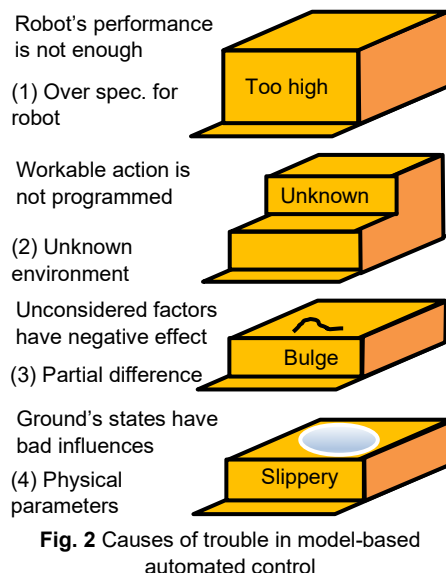 Robot’s performance
is not enough
(1) Over spec. for
robot
Too high
Workable action is
not programmed
(2) Unknown
environment
Unknown
Unconsidered factors
have negative effect
(3) Partial difference
Bulge
Ground’s states have
bad influences
(4) Physical
parameters
Slippery
Fig. 2 Causes of trouble in model-based
automated control